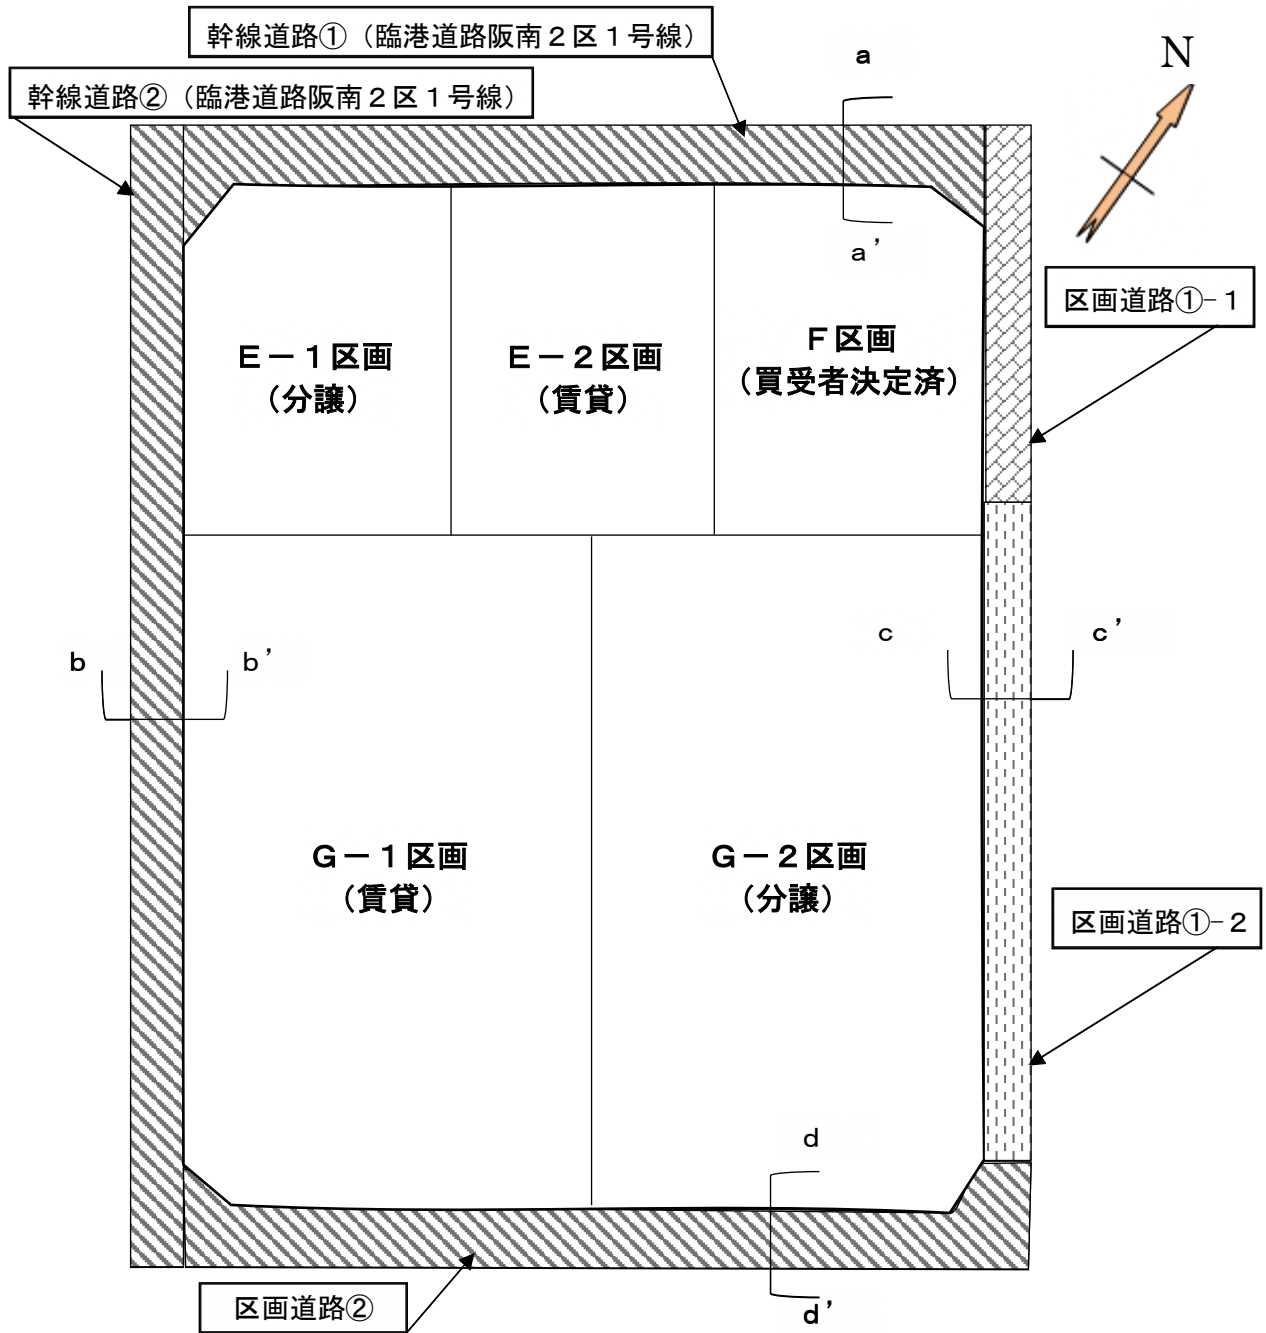 幹線道路①（臨港道路阪南２区１号線）
a
N
幹線道路②（臨港道路阪南２区１号線）
a’
区画道路①-１
Ｅ－１区画
（分譲）
Ｅ－２区画
（賃貸）
Ｆ区画
（買受者決定済）
b
b’
c
c’
Ｇ－１区画
（賃貸）
Ｇ－２区画
（分譲）
区画道路①-２
d
区画道路②
d’